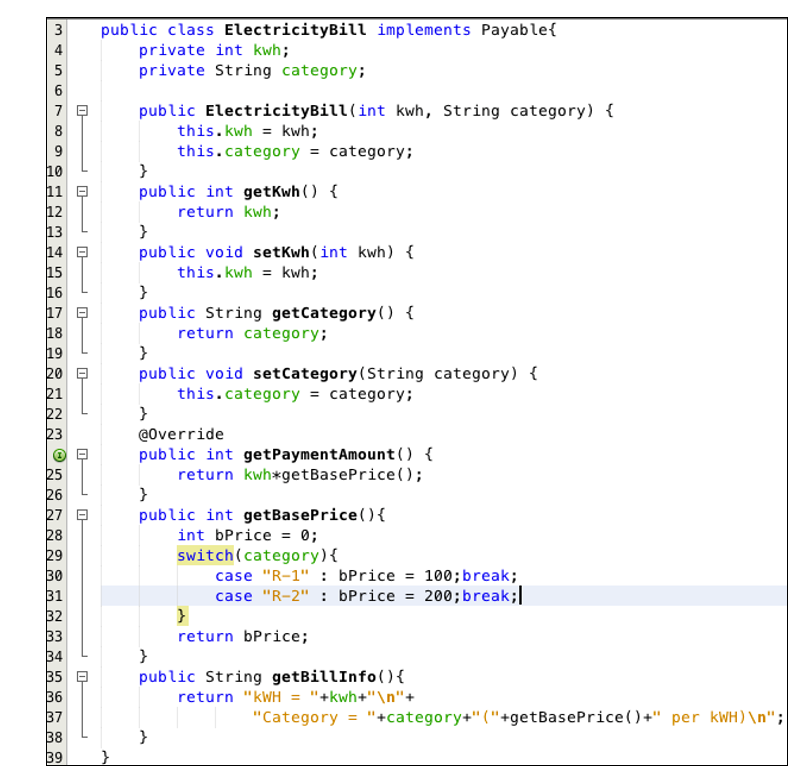 3 public class ElectricityBill implements Payable{
4 private int kwh;
5 private String category;
6
7 public ElectricityBill(int kwh, String category) {
8 this.kwh = kwh;
9 this.category = category;
10 }
11 public int getKwh() {
12 return kwh;
13 }
14 public void setKwh(int kwh) {
15 this.kwh = kwh;
16 }
17 public String getCategory() {
18 return category;
19 }
20 public void setCategory(String category) {
21 this.category = category;
22 }
23 @Override
public int getPaymentAmount() {
25 return kwh*getBasePrice();
26 }
27 public int getBasePrice(){
28 int bPrice = 0;
29 switch(category){
30 case "R-1" : bPrice = 100;break;
31 case "R-2" : bPrice = 200;break;
32 }
33 return bPrice;
34 }
35 public String getBillInfo(){
36 return "kWH = "+kwh+"\n"+
37 "Category = "+category+"("+getBasePrice()+" per kWH)\n";
38 }
39 }